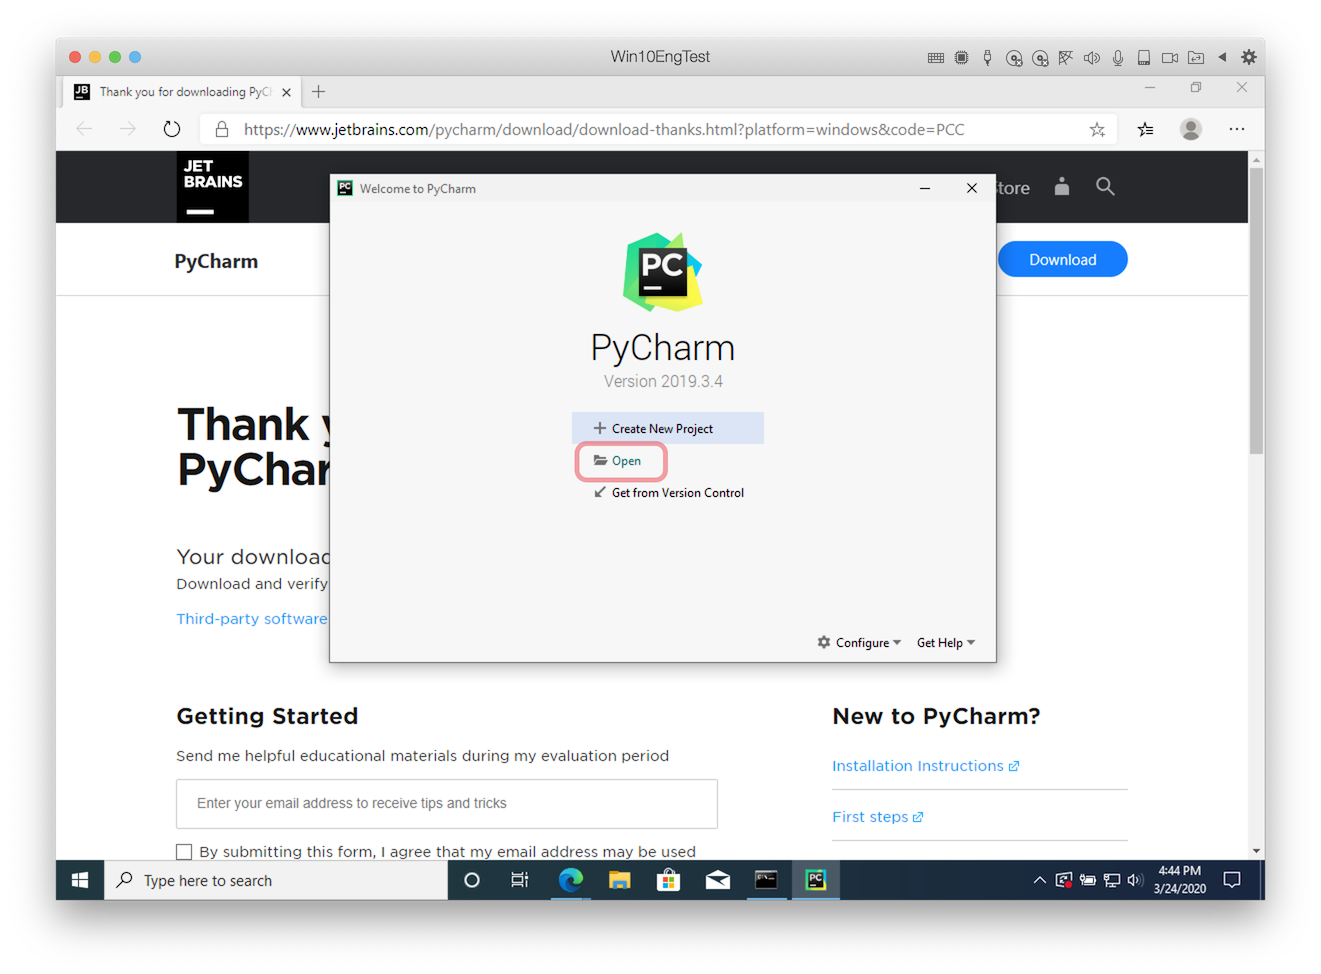 Win10EngTest
JB
Thank you for downloading PyCh
https://www.jetbrains.com/pycharm/download/download-thanks.html?platform=windows&code=PCC
JET
BRAINS
Store
PC
Welcome to PyCharm
PyCharm
Download
PC
PyCharm
Version 2019.3.4
Create New Project
Open
Get from Version Control
Configure
Get Help
Thank y
PyChar
Your download
Download and verify
Third-party software
Getting Started
Send me helpful educational materials during my evaluation period
Enter your email address to receive tips and tricks
By submitting this form, I agree that my email address may be used
New to PyCharm?
Installation Instructions
First steps
Type here to search
PC
4:44 PM
3/24/2020